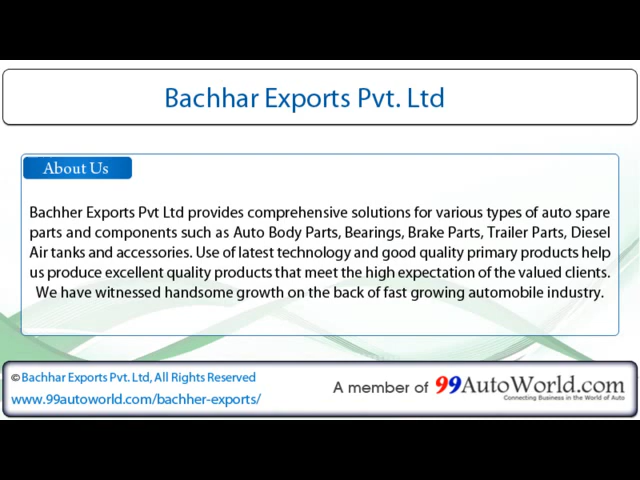 Bachhar Exports Pvt. Ltd
About Us
Bachher Exports Pvt Ltd provides comprehensive solutions for various types of auto spare
parts and components such as Auto Body Parts, Bearings, Brake Parts, Trailer Parts, Diesel
Air tanks and accessories. Use of latest technology and good quality primary products help
us produce excellent quality products that meet the high expectation of the valued clients.
We have witnessed handsome growth on the back of fast growing automobile industry.
© Bachhar Exports Pvt. Ltd, All Rights Reserved
www.99autoworld.com/bachher-exports/
A member of 99AutoWorld.com
Connecting Business in the World of Auto